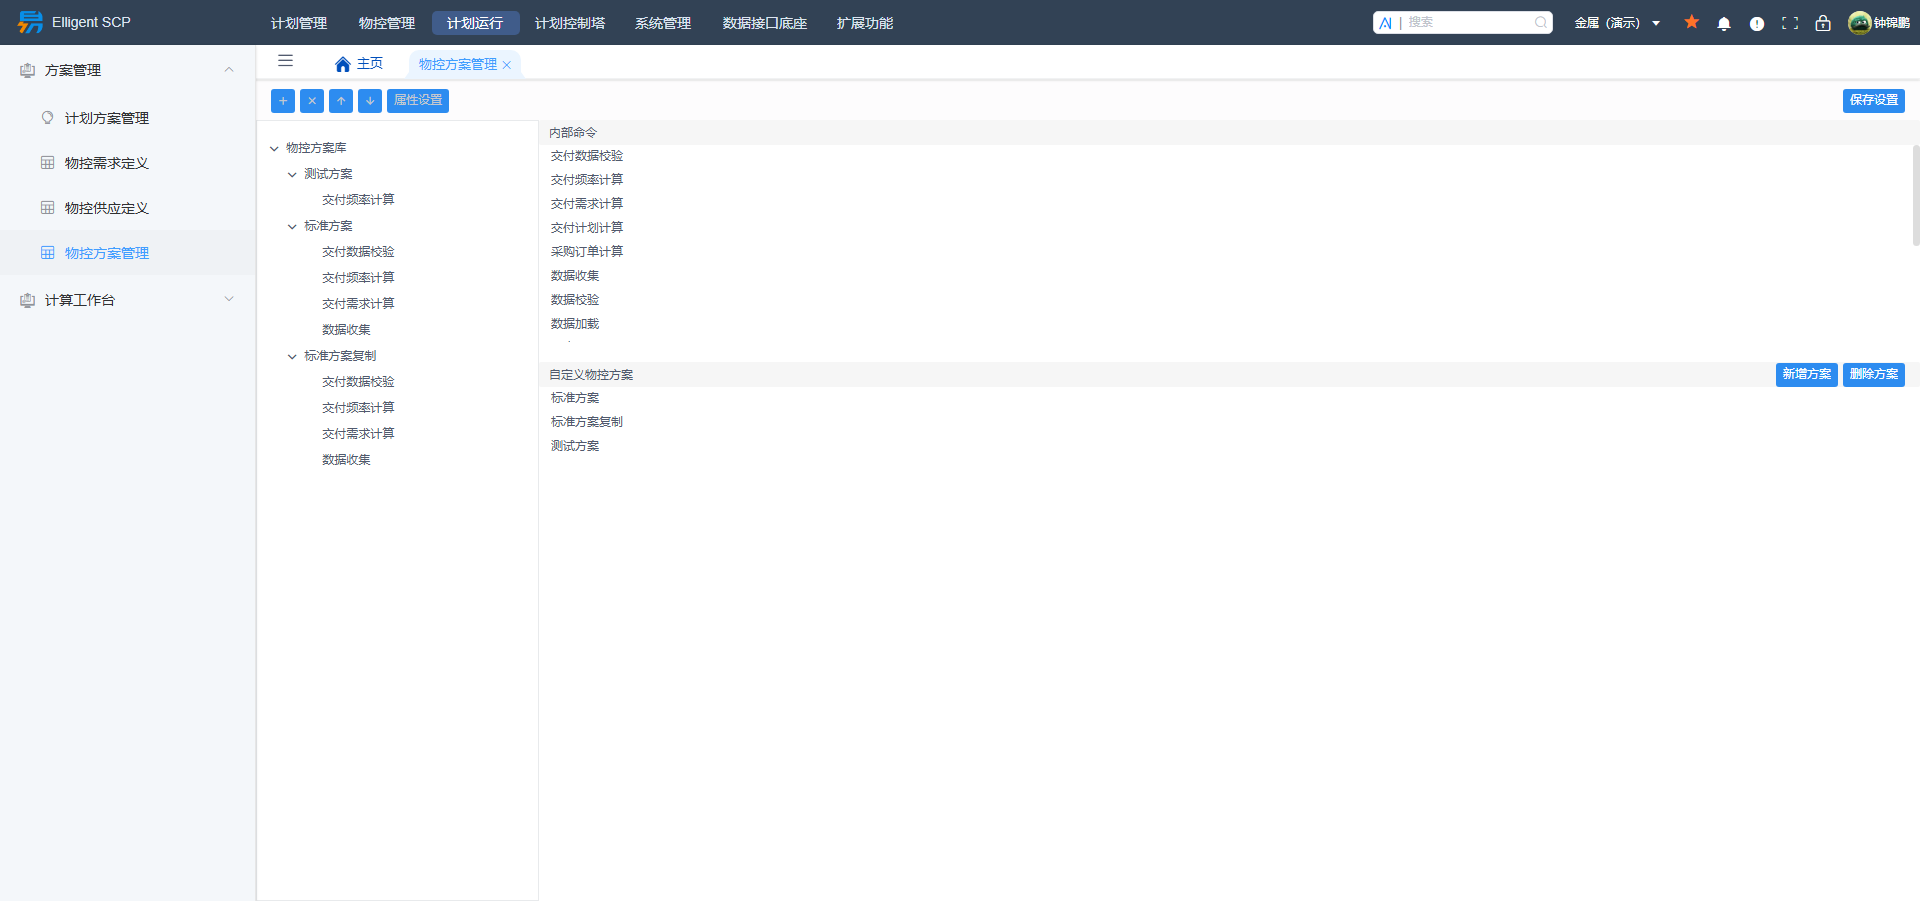 Elligent SCP
计划管理
物控管理
计划运行
计划控制塔
系统管理
数据接口底座
扩展功能
AI | 搜索
金属（演示）
钟锦鹏
方案管理
计划方案管理
物控需求定义
物控供应定义
物控方案管理
计算工作台
主页
物控方案管理
属性设置
保存设置
物控方案库
测试方案
交付频率计算
标准方案
交付数据校验
交付频率计算
交付需求计算
数据收集
标准方案复制
交付数据校验
交付频率计算
交付需求计算
数据收集
内部命令
交付数据校验
交付频率计算
交付需求计算
交付计划计算
采购订单计算
数据收集
数据校验
数据加载
自定义物控方案
新增方案
删除方案
标准方案
标准方案复制
测试方案